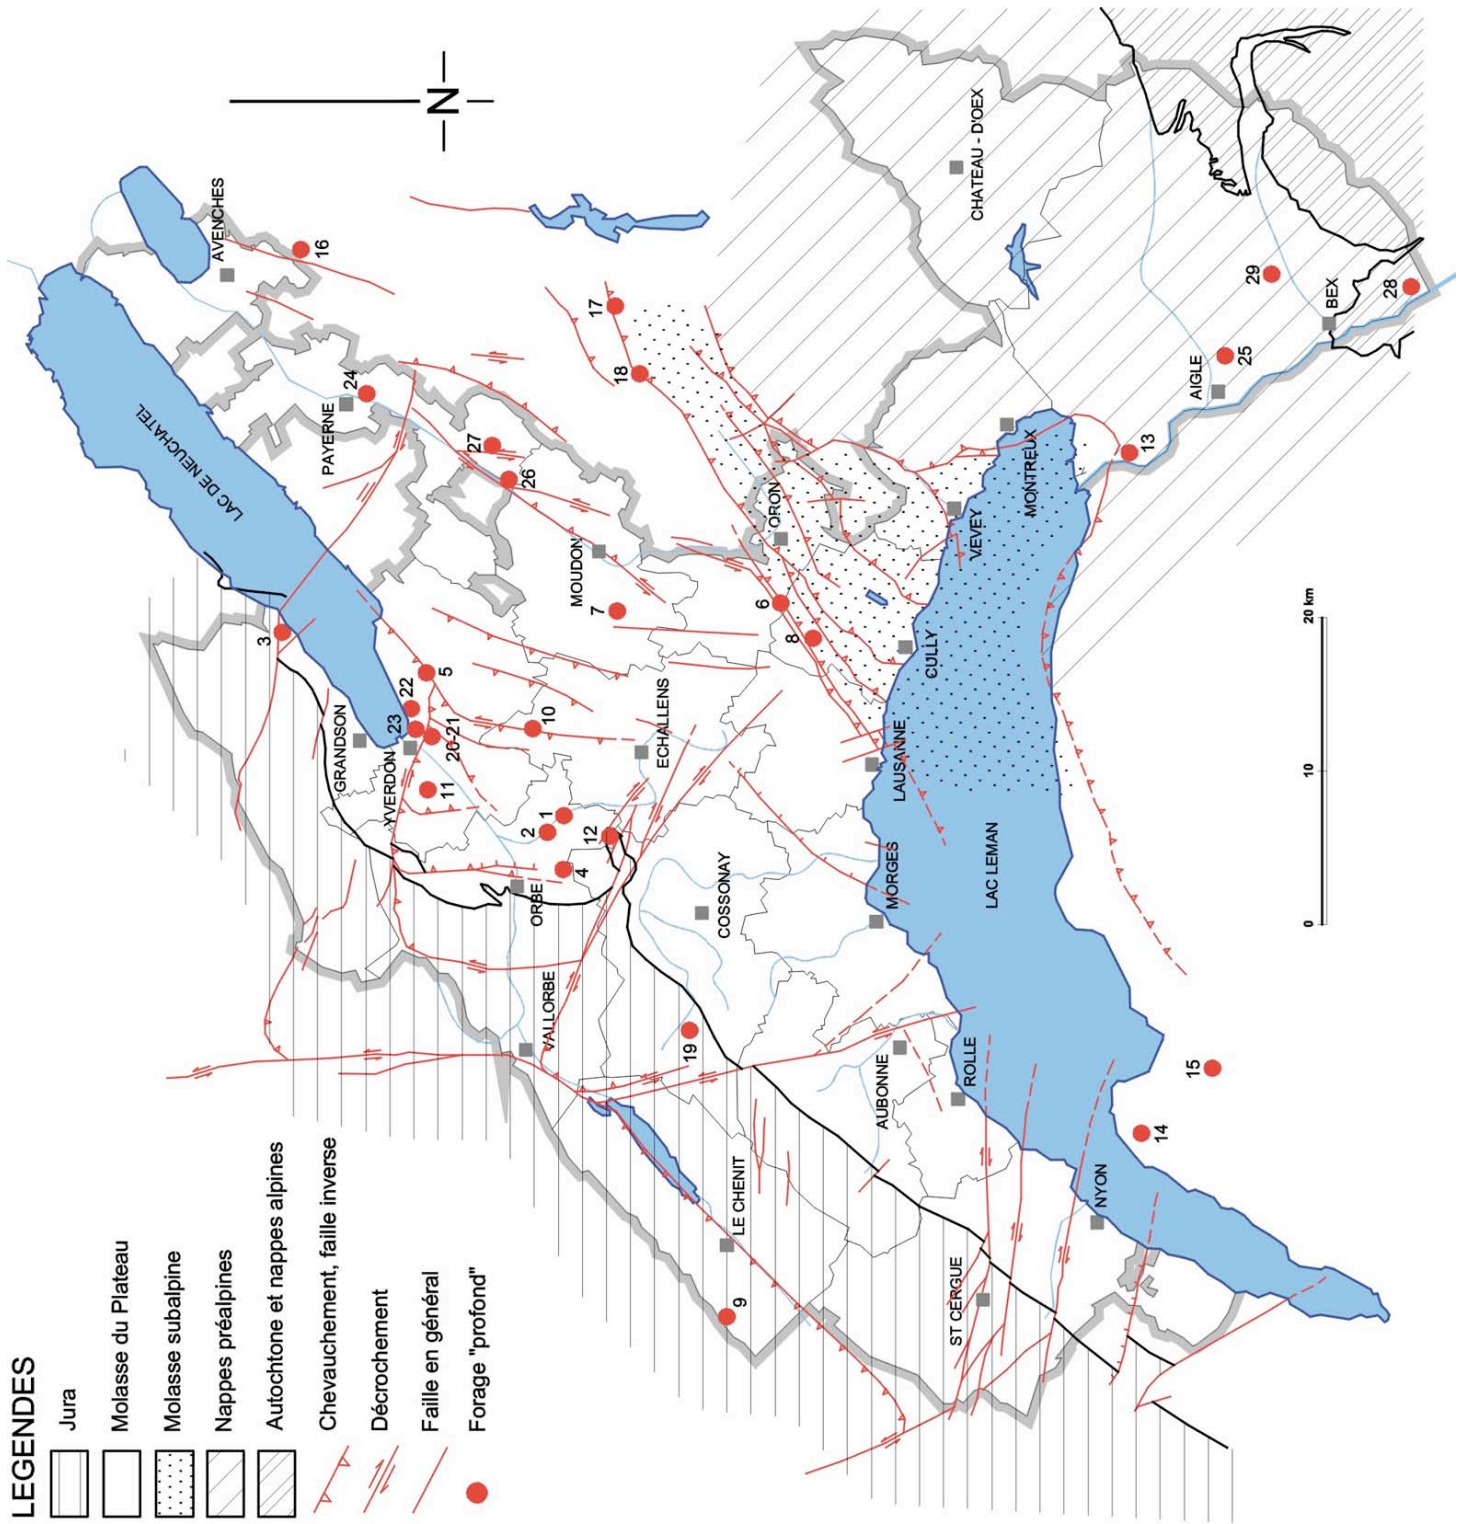 LEGENDES
Jura
Molasse du Plateau
Molasse subalpine
Nappes préalpines
Autochtone et nappes alpines
Chevauchement, faille inverse
Décrochement
Faille en général
Forage "profond"
N
AVENCHES
16
LAC DE NEUCHATEL
PAYERNE
24
27
26
17
18
CHATEAU - D'OEX
3
GRANDSON
YVERDON
22
23
5
20-21
11
10
MOUDON
7
ORON
6
8
2
1
12
4
ORBE
ECHALLENS
VALLORBE
COSSONAY
19
LAUSANNE
CULLY
VEVEY
MONTREUX
13
AIGLE
25
29
BEX
28
MORGES
LAC LEMAN
AUBONNE
ROLLE
LE CHENIT
9
ST CERGUE
NYON
14
15
0
10
20 km